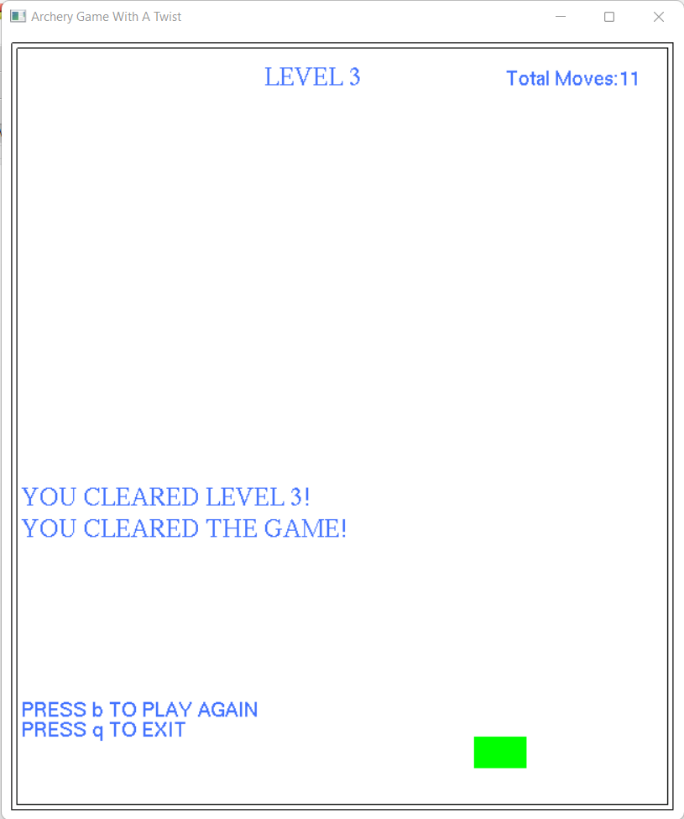 Archery Game With A Twist
LEVEL 3
Total Moves:11
YOU CLEARED LEVEL 3!
YOU CLEARED THE GAME!
PRESS b TO PLAY AGAIN
PRESS q TO EXIT